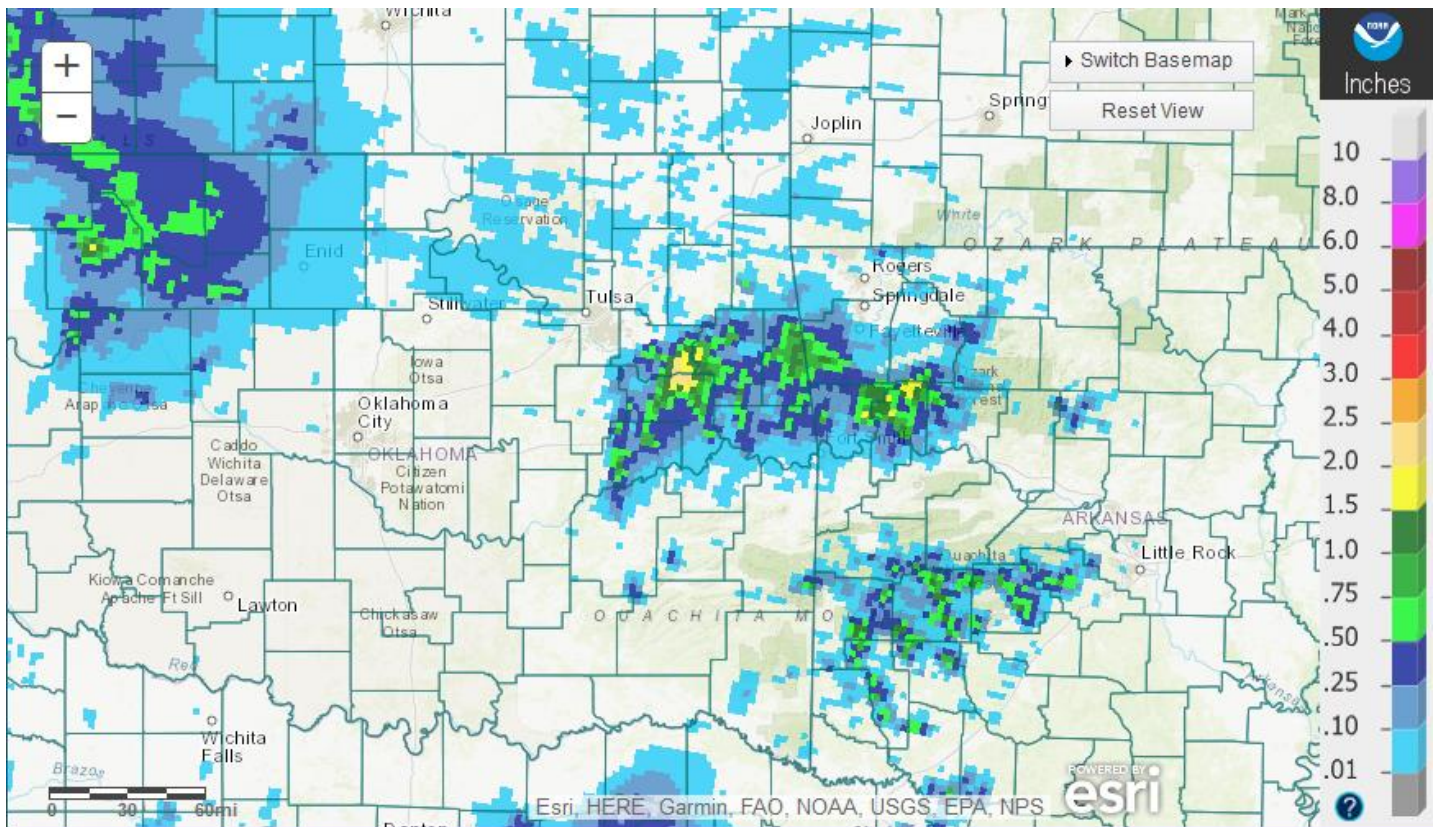 Wichita
+
−
Switch Basemap
Reset View
NOAA
Inches
Joplin
10
8.0
6.0
5.0
4.0
3.0
2.5
2.0
1.5
1.0
.75
.50
.25
.10
.01
Osage
Reservation
White
OZARK PLATEAU
Enid
Rogers
Springdale
Tulsa
Stillwater
Fayetteville
Iowa
Otsa
Oklahoma
City
OKLAHOMA
Citizen
Potawatomi
Nation
Caddo
Wichita
Delaware
Otsa
Fort Smith
ARKANSAS
Ouachita
Little Rock
Kiowa Comanche
Apache Ft Sill
Lawton
Chickasaw
Otsa
OUACHITA MO
Red
Arkansas
Wichita
Falls
Brazos
0 30 60mi
Esri, HERE, Garmin, FAO, NOAA, USGS, EPA, NPS
POWERED BY
esri
?